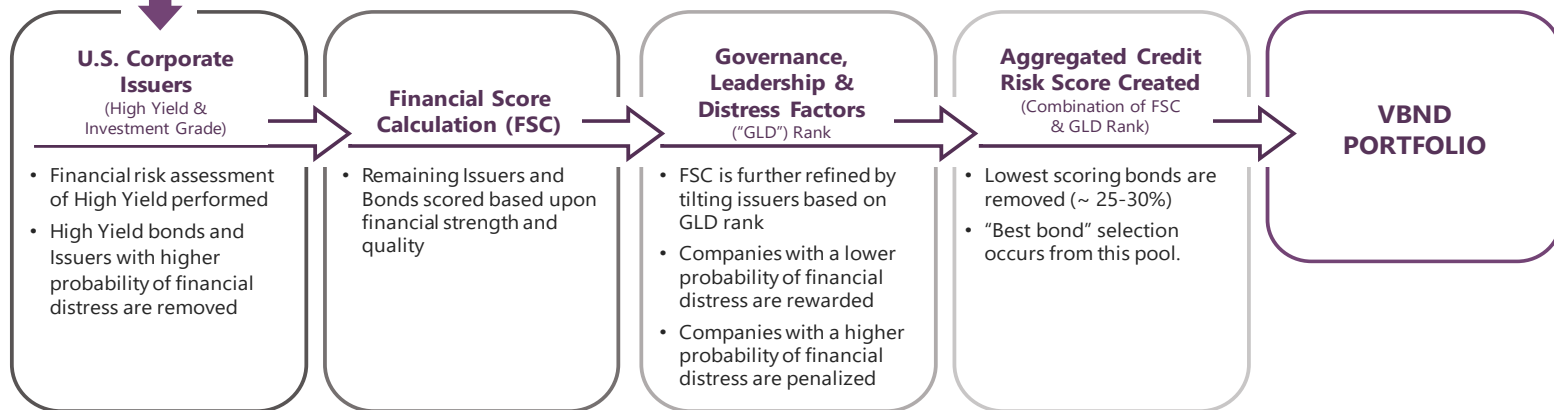 U.S. Corporate
Issuers
(High Yield &
Investment Grade)
• Financial risk assessment
of High Yield performed
• High Yield bonds and
Issuers with higher
probability of financial
distress are removed
Financial Score
Calculation (FSC)
• Remaining Issuers and
Bonds scored based upon
financial strength and
quality
Governance,
Leadership &
Distress Factors
("GLD") Rank
• FSC is further refined by
tilting issuers based on
GLD rank
• Companies with a lower
probability of financial
distress are rewarded
• Companies with a higher
probability of financial
distress are penalized
Aggregated Credit
Risk Score Created
(Combination of FSC
& GLD Rank)
• Lowest scoring bonds are
removed (~ 25-30%)
• “Best bond” selection
occurs from this pool.
VBND
PORTFOLIO